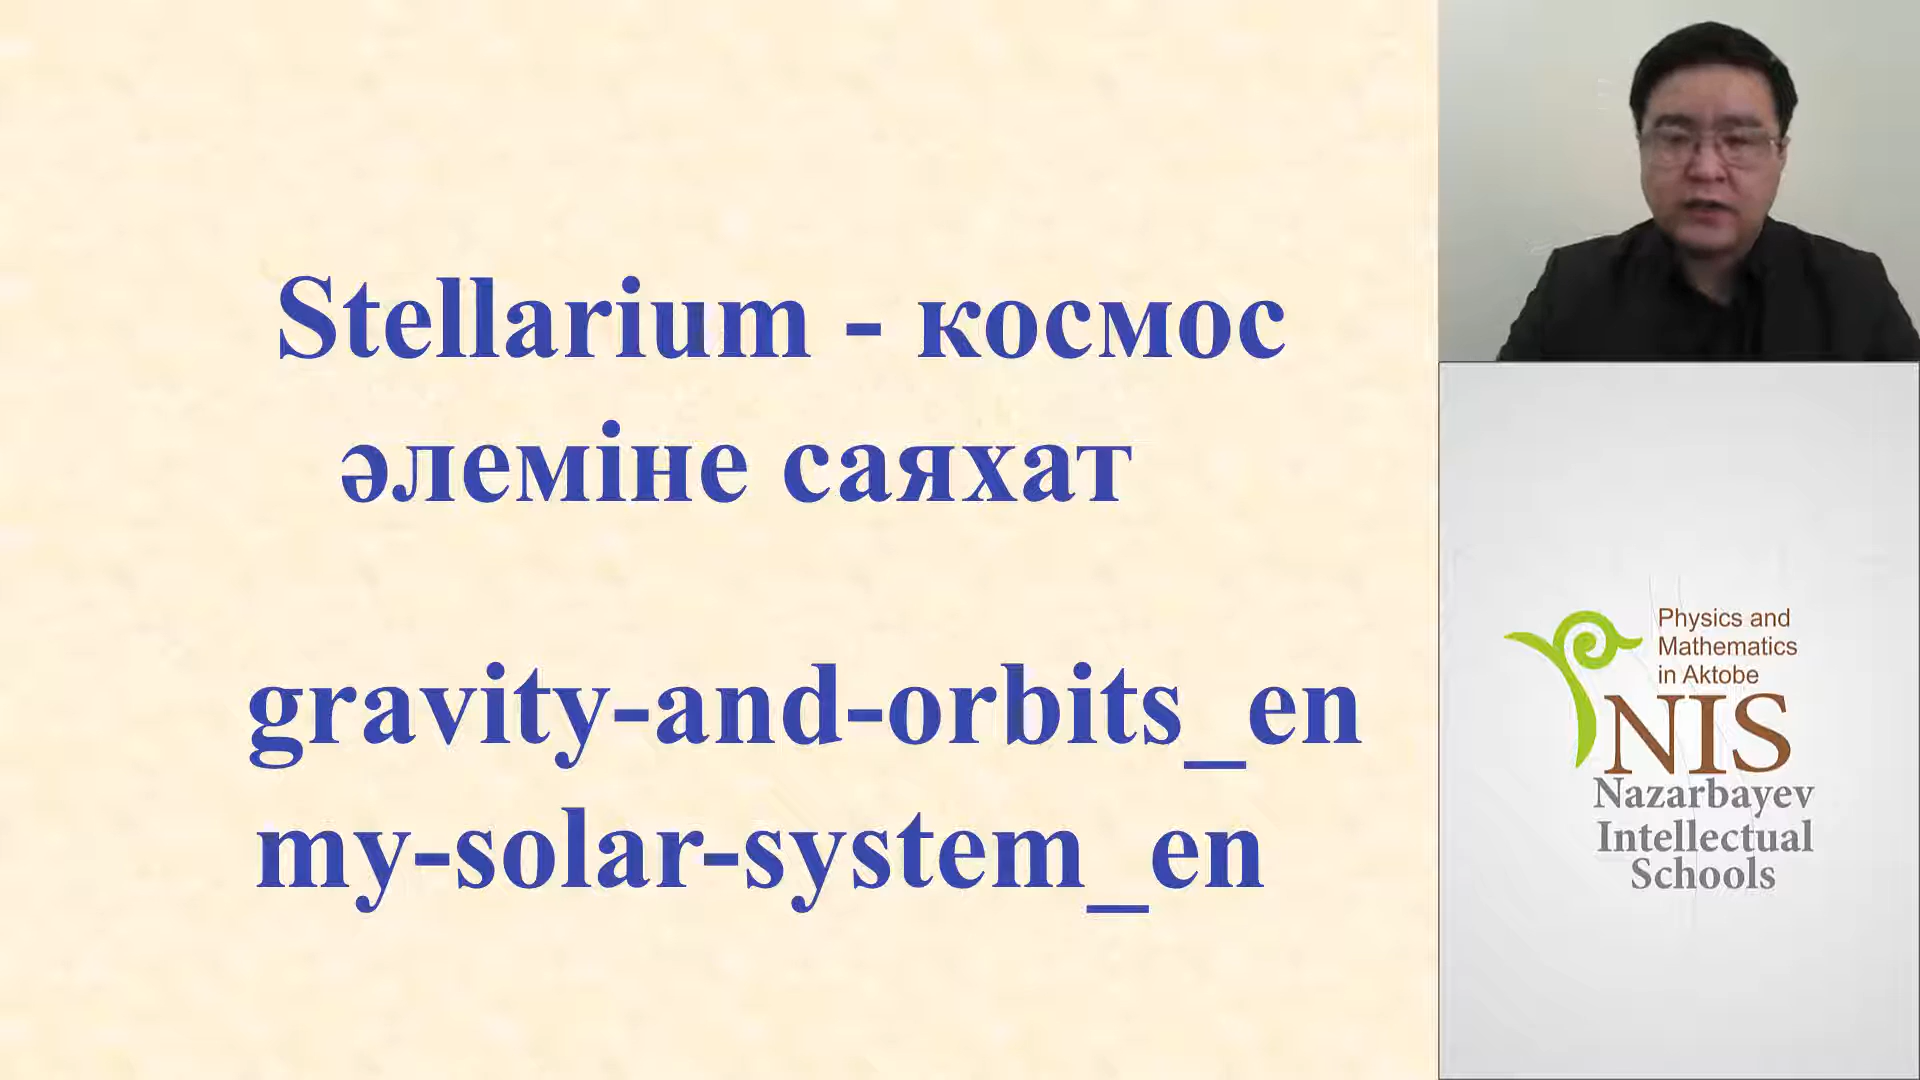 Stellarium - космос
әлеміне саяхат
gravity-and-orbits_en
my-solar-system_en
Physics and
Mathematics
in Aktobe
NIS
Nazarbayev
Intellectual
Schools